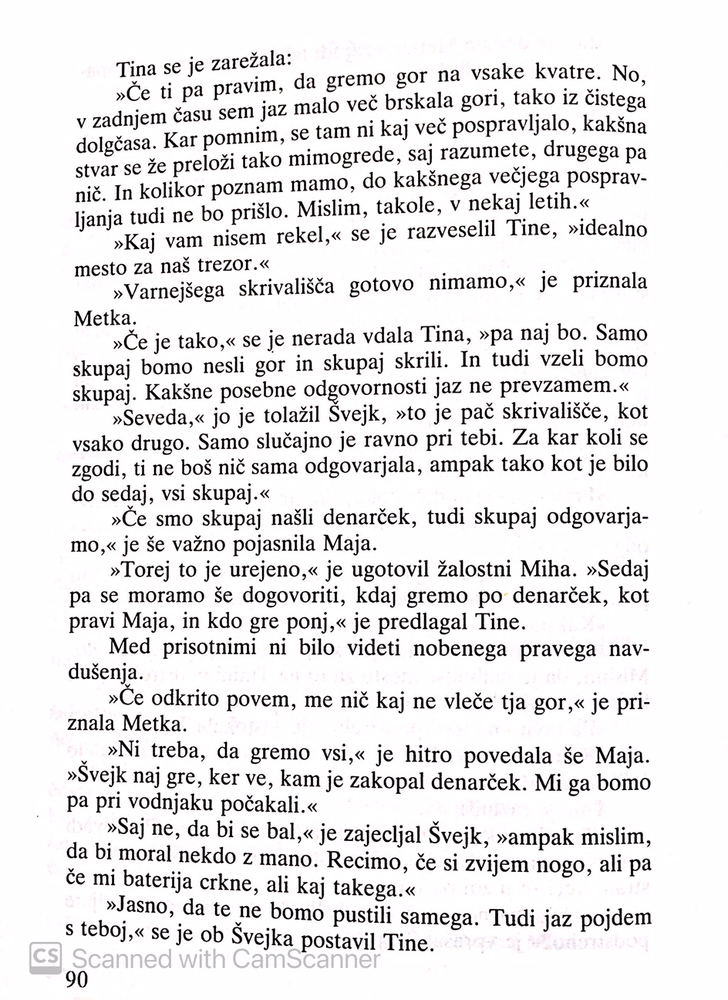 Tina se je zarežala:
»Če ti pa pravim, da gremo gor na vsake kvatre. No,
v zadnjem času sem jaz malo več brskala gori, tako iz čistega
dolgčasa. Kar pomnim, se tam ni kaj več pospravljalo, kakšna
stvar se že preloži tako mimogrede, saj razumete, drugega pa
nič. In kolikor poznam mamo, do kakšnega večjega posprav-
ljanja tudi ne bo prišlo. Mislim, takole, v nekaj letih.«
»Kaj vam nisem rekel,« se je razveselil Tine, »idealno
mesto za naš trezor.«
»Varnejšega skrivališča gotovo nimamo,« je priznala
Metka.
»Če je tako,« se je nerada vdala Tina, »pa naj bo. Samo
skupaj bomo nesli gor in skupaj skrili. In tudi vzeli bomo
skupaj. Kakšne posebne odgovornosti jaz ne prevzamem.«
»Seveda,« jo je tolažil Švejk, »to je pač skrivališče, kot
vsako drugo. Samo slučajno je ravno pri tebi. Za kar koli se
zgodi, ti ne boš nič sama odgovarjala, ampak tako kot je bilo
do sedaj, vsi skupaj.«
»Če smo skupaj našli denarček, tudi skupaj odgovarja-
mo,« je še važno pojasnila Maja.
»Torej to je urejeno,« je ugotovil žalostni Miha. »Sedaj
pa se moramo še dogovoriti, kdaj gremo po denarček, kot
pravi Maja, in kdo gre ponj,« je predlagal Tine.
Med prisotnimi ni bilo videti nobenega pravega nav-
dušenja.
»Če odkrito povem, me nič kaj ne vleče tja gor,« je pri-
znala Metka.
»Ni treba, da gremo vsi,« je hitro povedala še Maja.
»Švejk naj gre, ker ve, kam je zakopal denarček. Mi ga bomo
pa pri vodnjaku počakali.«
»Saj ne, da bi se bal,« je zajecljal Švejk, »ampak mislim,
da bi moral nekdo z mano. Recimo, če si zvijem nogo, ali pa
če mi baterija crkne, ali kaj takega.«
»Jasno, da te ne bomo pustili samega. Tudi jaz pojdem
s teboj,« se je ob Švejka postavil Tine.
CS Scanned with CamScanner
90